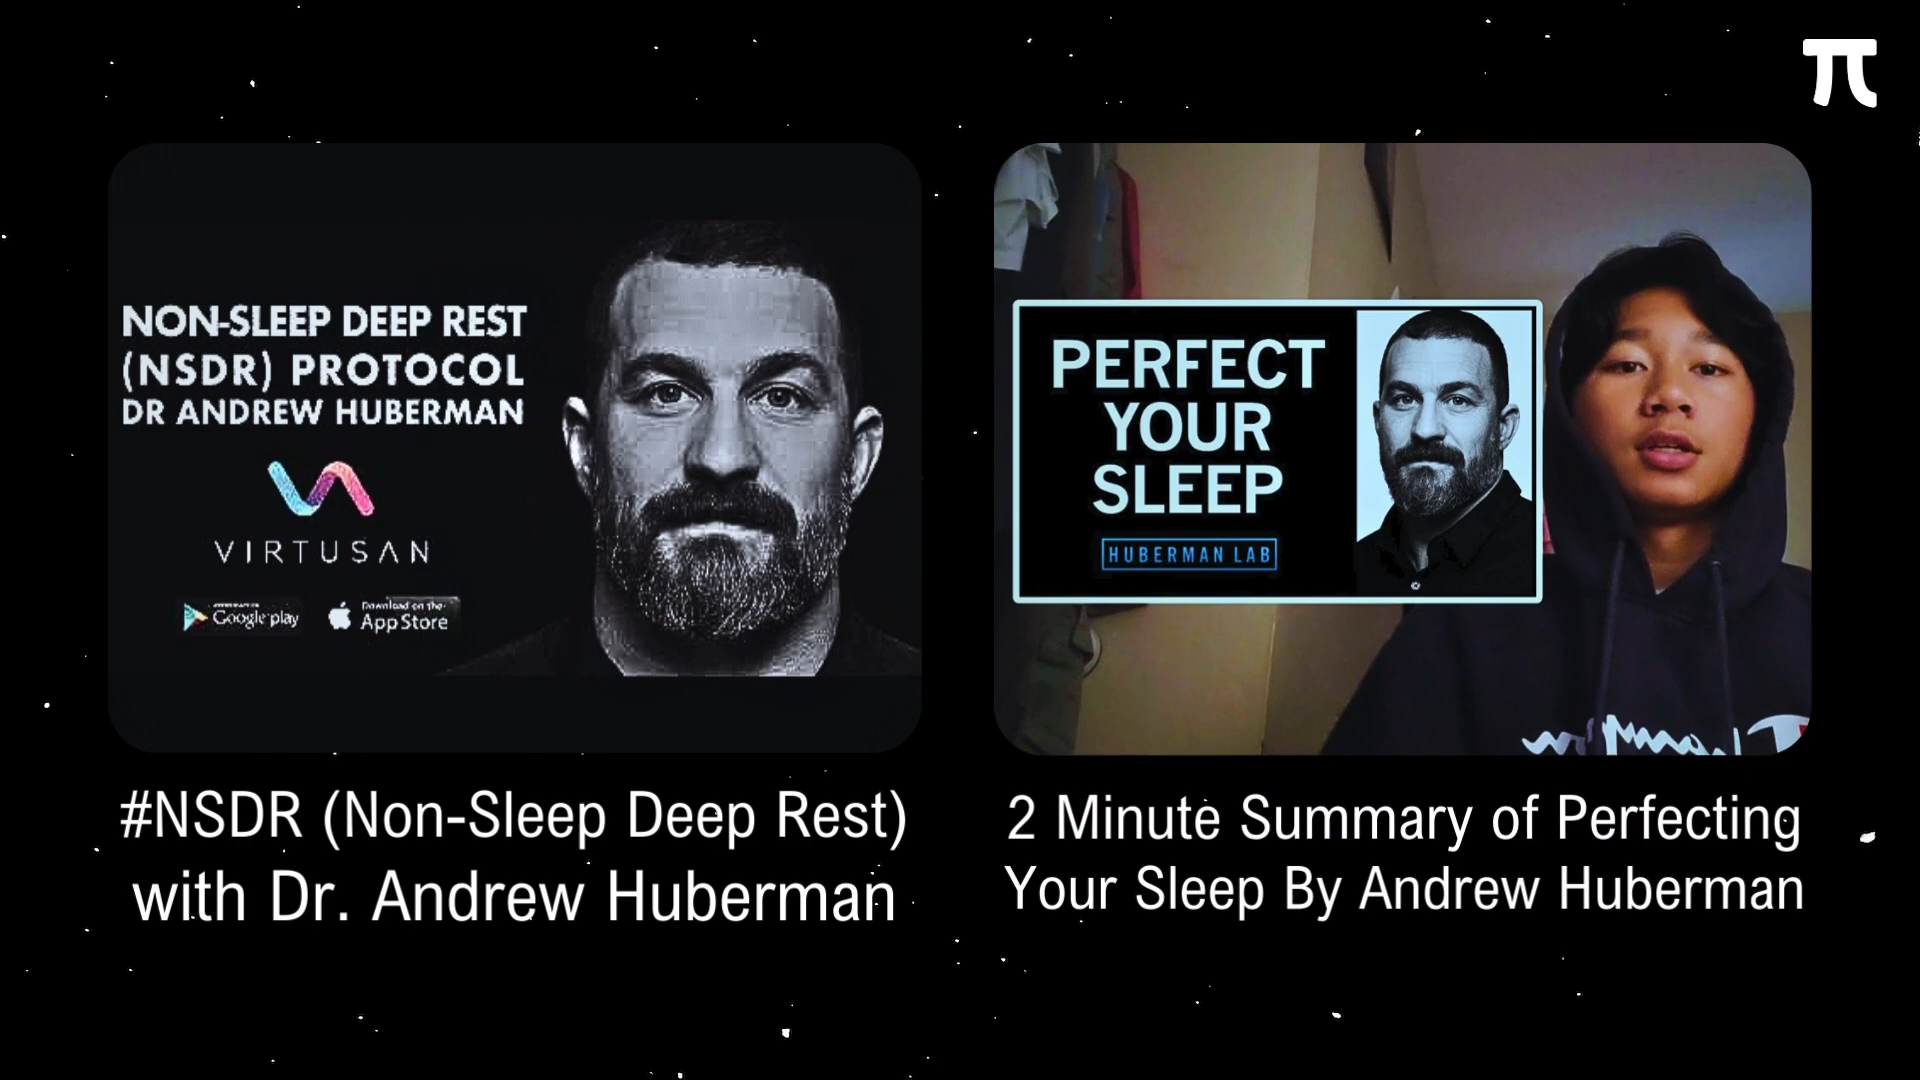 π
NON-SLEEP DEEP REST
(NSDR) PROTOCOL
DR ANDREW HUBERMAN
VIRTUSAN
Google play
Download on the
App Store
#NSDR (Non-Sleep Deep Rest)
with Dr. Andrew Huberman
PERFECT
YOUR
SLEEP
HUBERMAN LAB
2 Minute Summary of Perfecting
Your Sleep By Andrew Huberman